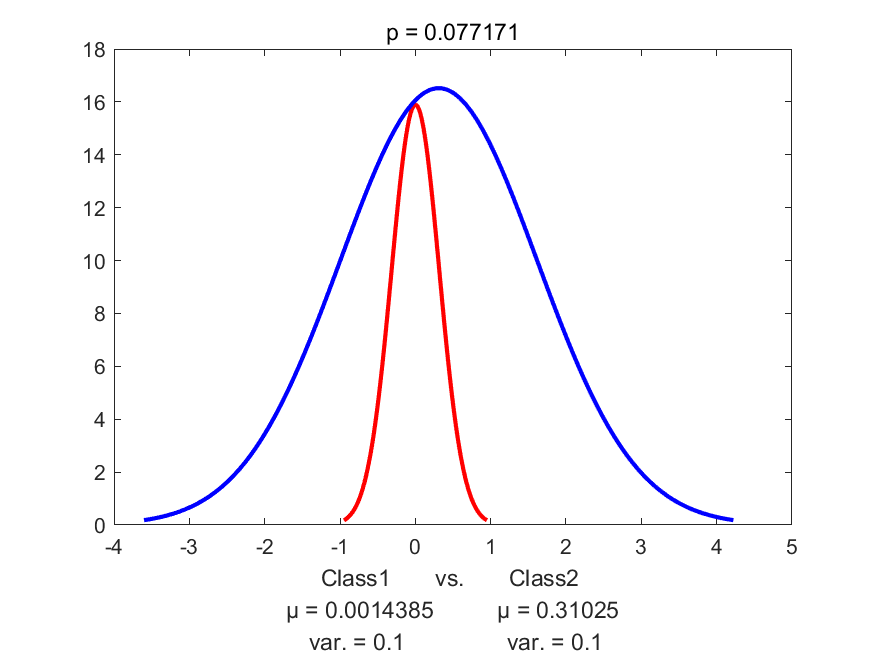 p = 0.077171
18
16
14
12
10
8
6
4
2
0
-4 -3 -2 -1 0 1 2 3 4 5
Class1 vs. Class2
μ = 0.0014385 μ = 0.31025
var. = 0.1 var. = 0.1